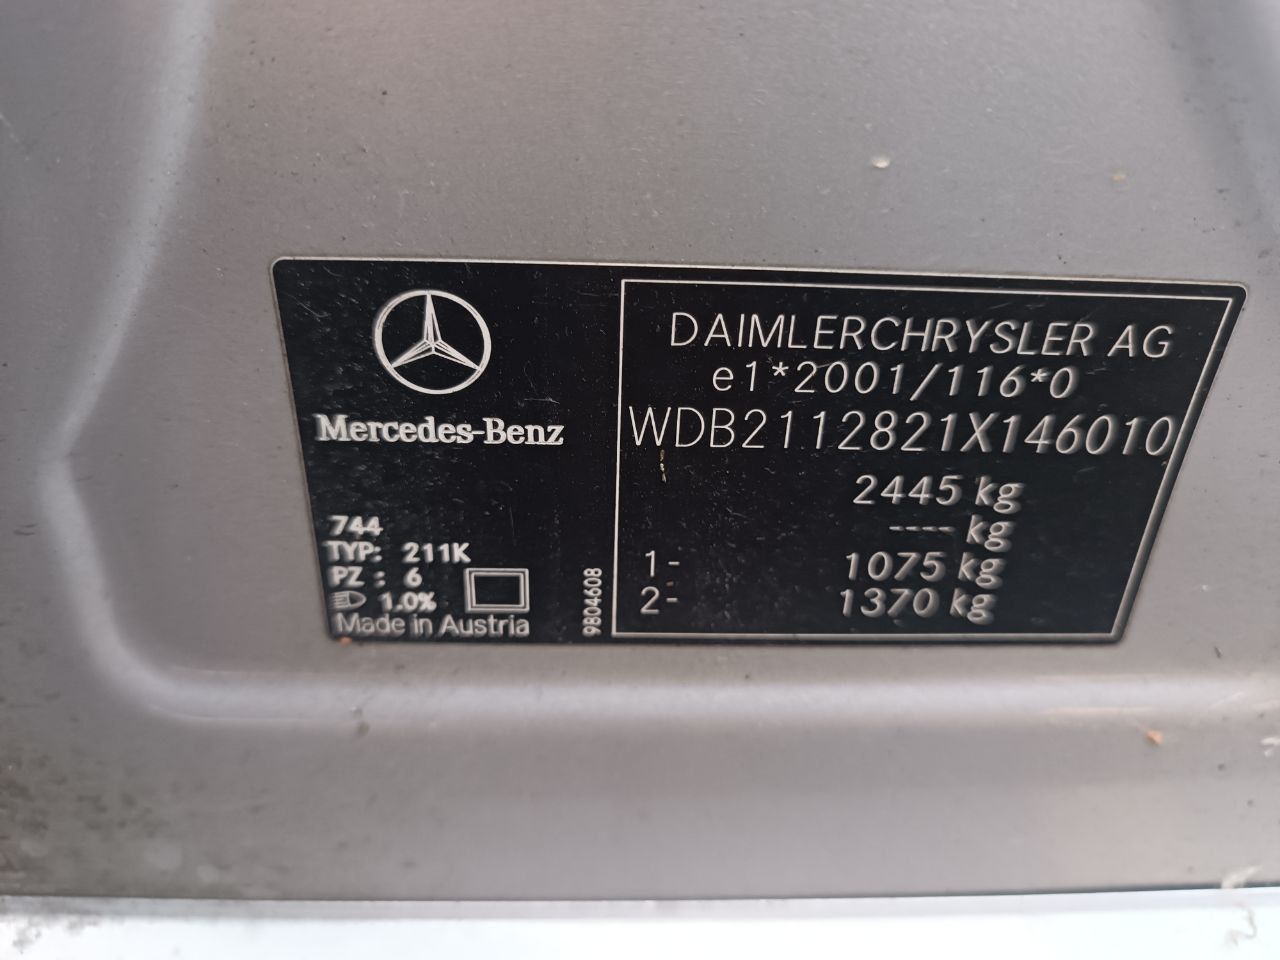 Mercedes-Benz
744
TYP: 211K
PZ : 6
1.0%
Made in Austria
9804608
DAIMLERCHRYSLER AG
e1*2001/116*0
WDB2112821X146010
2445 kg
---- kg
1- 1075 kg
2- 1370 kg